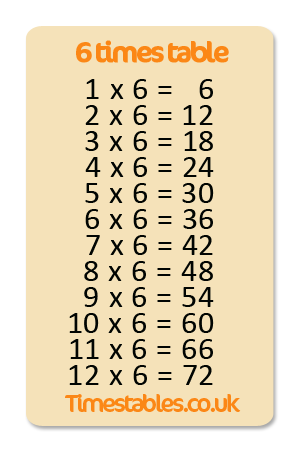 6 times table
1 x 6 = 6
2 x 6 = 12
3 x 6 = 18
4 x 6 = 24
5 x 6 = 30
6 x 6 = 36
7 x 6 = 42
8 x 6 = 48
9 x 6 = 54
10 x 6 = 60
11 x 6 = 66
12 x 6 = 72
Timestables.co.uk